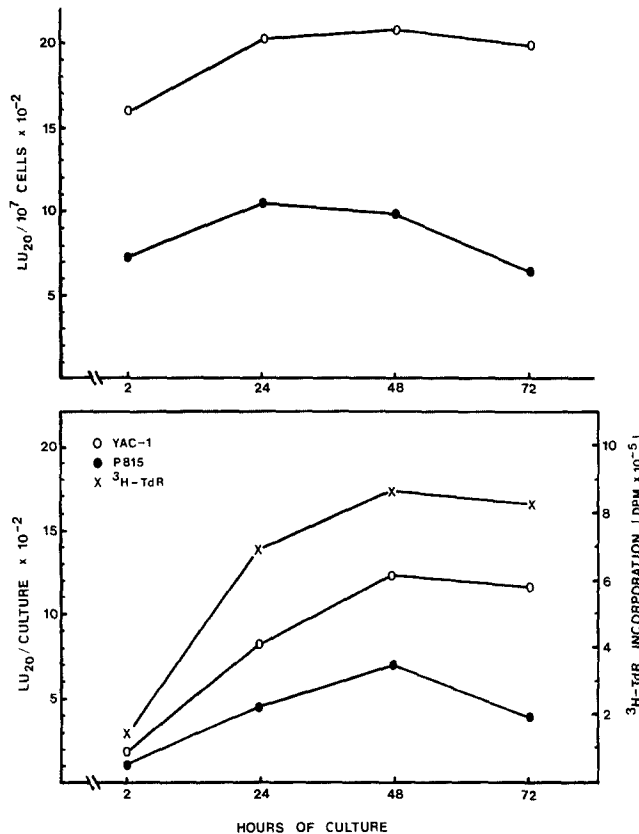 20
15
10
5
LU20/10^7 CELLS × 10^-2
2 24 48 72
O YAC-1
● P815
X ^3H-TdR
20
15
10
5
LU20/CULTURE × 10^-2
10
8
6
4
2
^3H-TdR INCORPORATION [DPM ×10^-5]
2 24 48 72
HOURS OF CULTURE